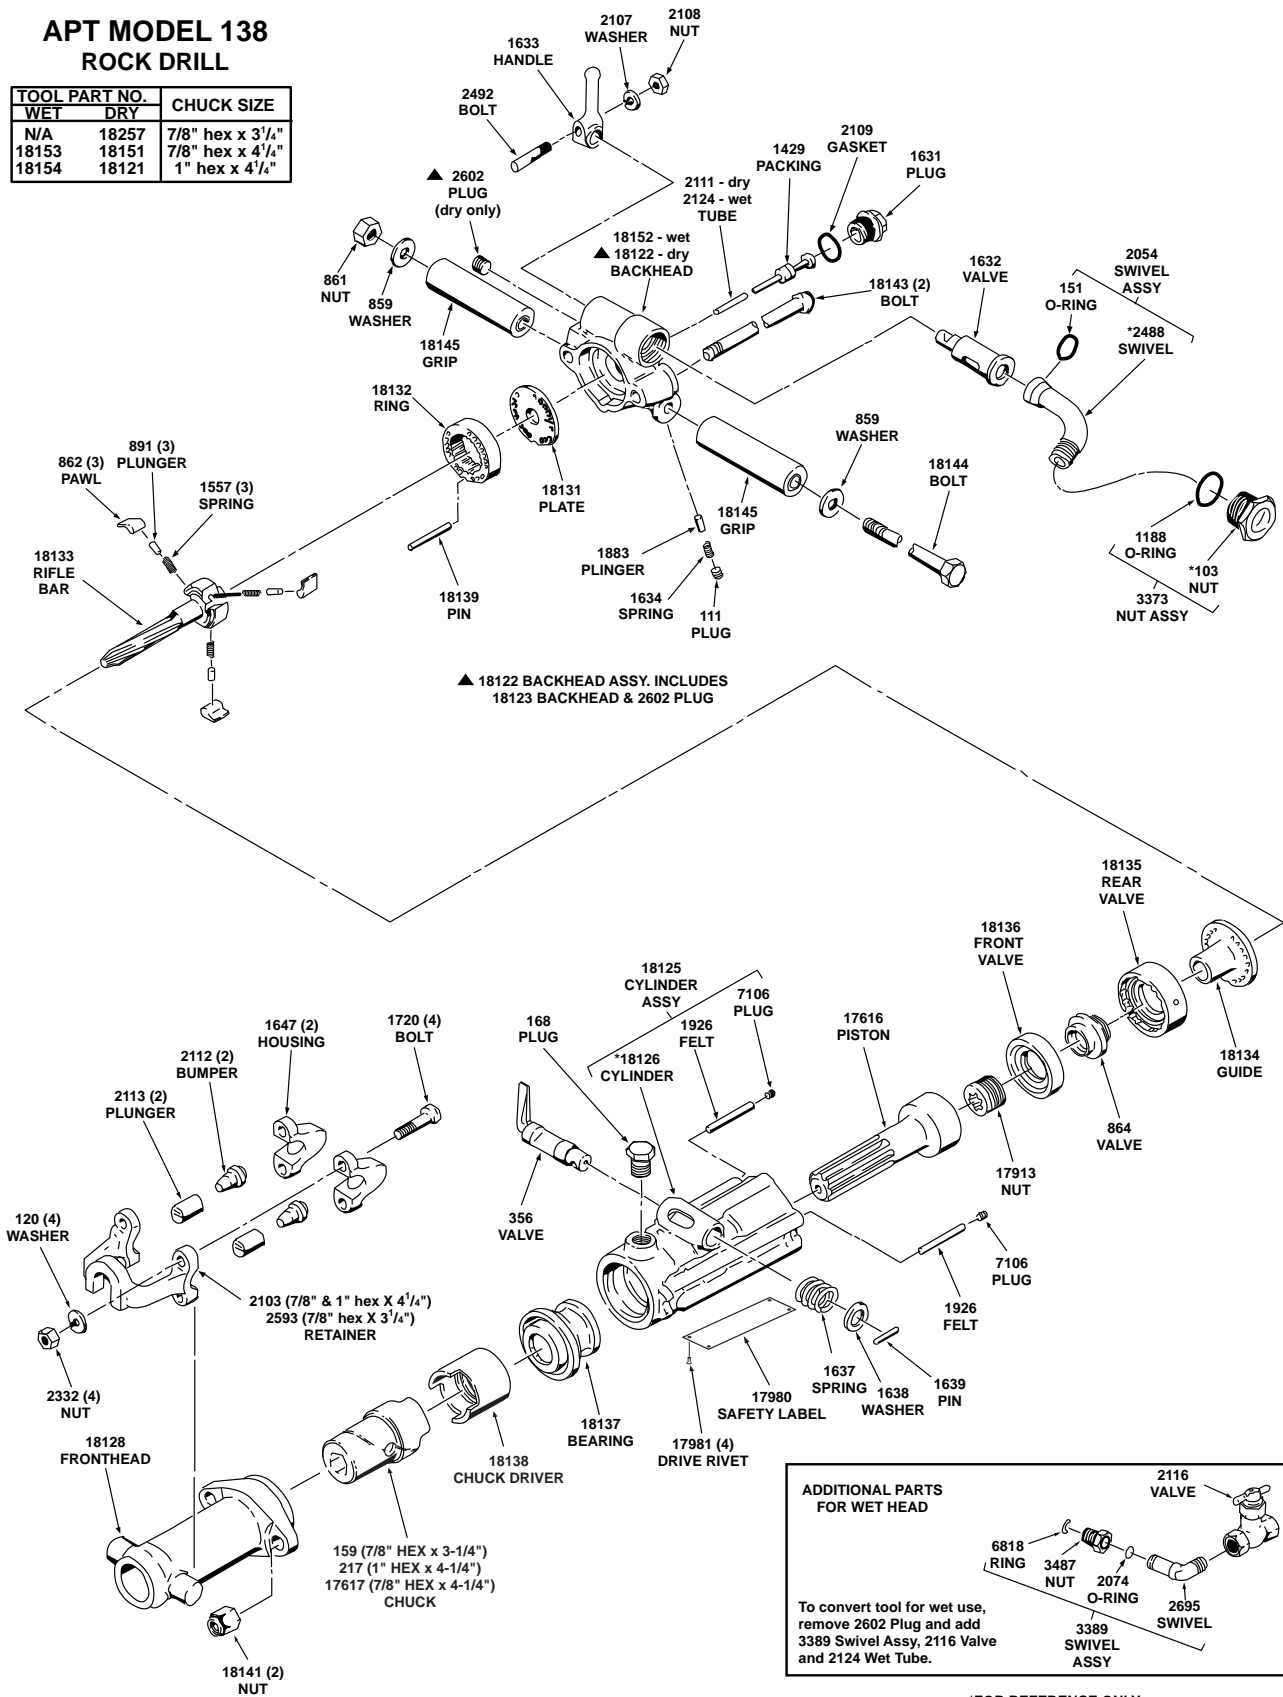 APT MODEL 138
ROCK DRILL
TOOL PART NO.
CHUCK SIZE
WET DRY
N/A 18257 7/8" hex x 3 1/4"
18153 18151 7/8" hex x 4 1/4"
18154 18121 1" hex x 4 1/4"
2107
WASHER
2108
NUT
1633
HANDLE
2492
BOLT
▲ 2602
PLUG
(dry only)
2109
GASKET
1429
PACKING
1631
PLUG
2111 - dry
2124 - wet
TUBE
18152 - wet
▲ 18122 - dry
BACKHEAD
861
NUT
859
WASHER
18145
GRIP
18143 (2)
BOLT
1632
VALVE
2054
SWIVEL
ASSY
151
O-RING
*2488
SWIVEL
18132
RING
18131
PLATE
891 (3)
PLUNGER
862 (3)
PAWL
1557 (3)
SPRING
18133
RIFLE
BAR
18139
PIN
18145
GRIP
859
WASHER
18144
BOLT
1883
PLINGER
1634
SPRING
111
PLUG
1188
O-RING
*103
NUT
3373
NUT ASSY
▲ 18122 BACKHEAD ASSY. INCLUDES
18123 BACKHEAD & 2602 PLUG
18135
REAR
VALVE
18136
FRONT
VALVE
18134
GUIDE
864
VALVE
17913
NUT
17616
PISTON
18125
CYLINDER
ASSY
7106
PLUG
1926
FELT
*18126
CYLINDER
168
PLUG
356
VALVE
1647 (2)
HOUSING
1720 (4)
BOLT
2112 (2)
BUMPER
2113 (2)
PLUNGER
120 (4)
WASHER
2103 (7/8" & 1" hex X 4 1/4")
2593 (7/8" hex X 3 1/4")
RETAINER
2332 (4)
NUT
7106
PLUG
1926
FELT
1637
SPRING
1638
WASHER
1639
PIN
17980
SAFETY LABEL
17981 (4)
DRIVE RIVET
18137
BEARING
18138
CHUCK DRIVER
18128
FRONTHEAD
159 (7/8" HEX x 3-1/4")
217 (1" HEX x 4-1/4")
17617 (7/8" HEX x 4-1/4")
CHUCK
18141 (2)
NUT
ADDITIONAL PARTS
FOR WET HEAD
2116
VALVE
6818
RING
3487
NUT
2074
O-RING
2695
SWIVEL
3389
SWIVEL
ASSY
To convert tool for wet use,
remove 2602 Plug and add
3389 Swivel Assy, 2116 Valve
and 2124 Wet Tube.
*FOR REFERENCE ONLY